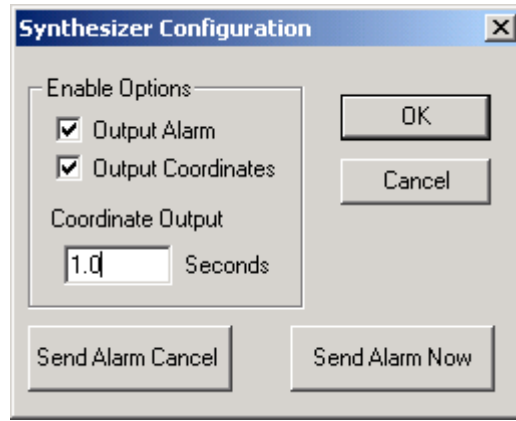 Synthesizer Configuration
Enable Options
Output Alarm
Output Coordinates
Coordinate Output
1.0 Seconds
OK
Cancel
Send Alarm Cancel
Send Alarm Now